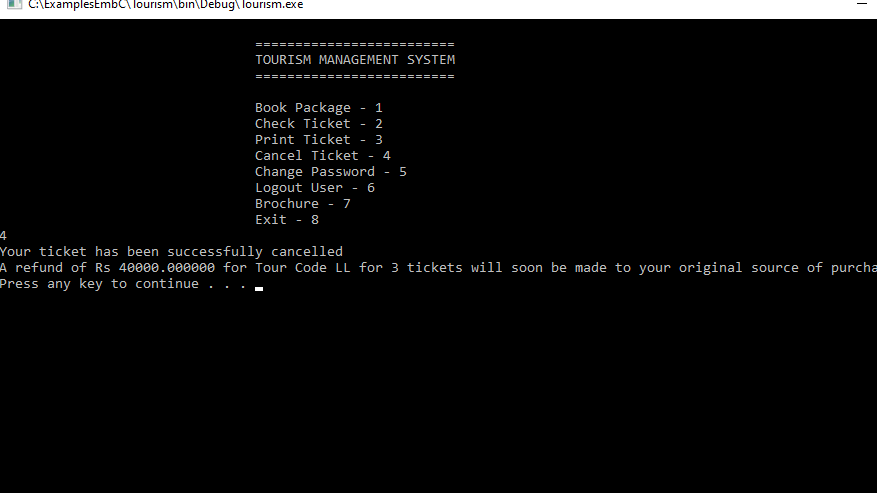 C:\ExamplesEmbC\Tourism\bin\Debug\Tourism.exe
=========================
TOURISM MANAGEMENT SYSTEM
=========================
Book Package - 1
Check Ticket - 2
Print Ticket - 3
Cancel Ticket - 4
Change Password - 5
Logout User - 6
Brochure - 7
Exit - 8
4
Your ticket has been successfully cancelled
A refund of Rs 40000.000000 for Tour Code LL for 3 tickets will soon be made to your original source of purcha
Press any key to continue . . .